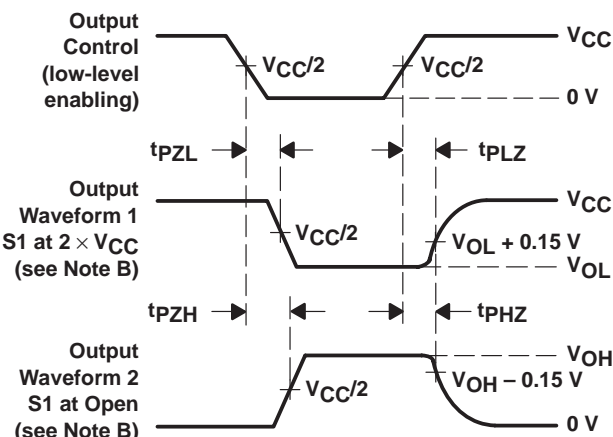 Output
Control
(low-level
enabling)
VCC/2
VCC/2
VCC
0 V
tPZL
tPLZ
Output
Waveform 1
S1 at 2 × VCC
(see Note B)
VCC/2
VCC
VOL + 0.15 V
VOL
tPZH
tPHZ
Output
Waveform 2
S1 at Open
(see Note B)
VCC/2
VOH
VOH – 0.15 V
0 V